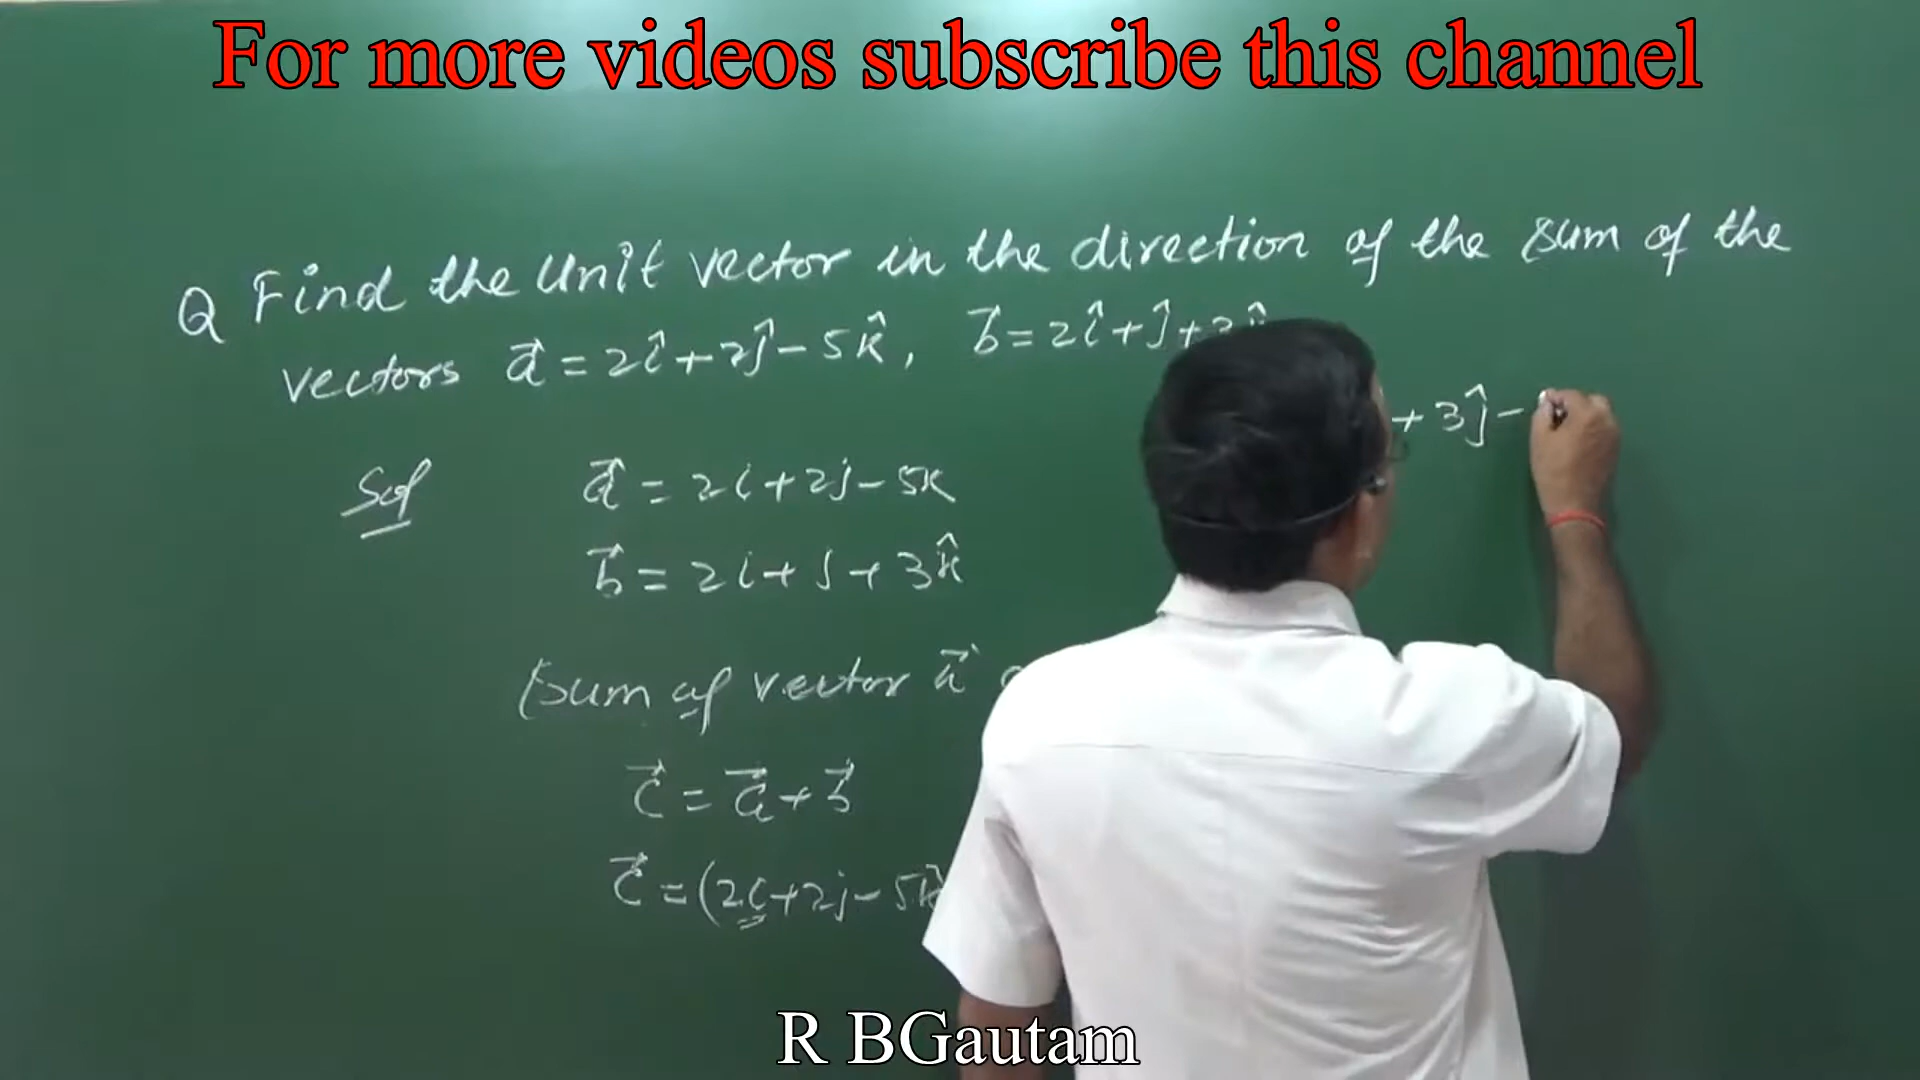 For more videos subscribe this channel
Q Find the Unit vector in the direction of the sum of the
vectors a⃗ = 2î + 2ĵ - 5k̂, b⃗ = 2î + ĵ + 3k̂
+ 3ĵ -
Sol
a⃗ = 2i + 2j - 5k
b⃗ = 2i + j + 3k̂
Sum of vector a⃗
c⃗ = a⃗ + b⃗
c⃗ = (2i + 2j - 5k̂
R BGautam